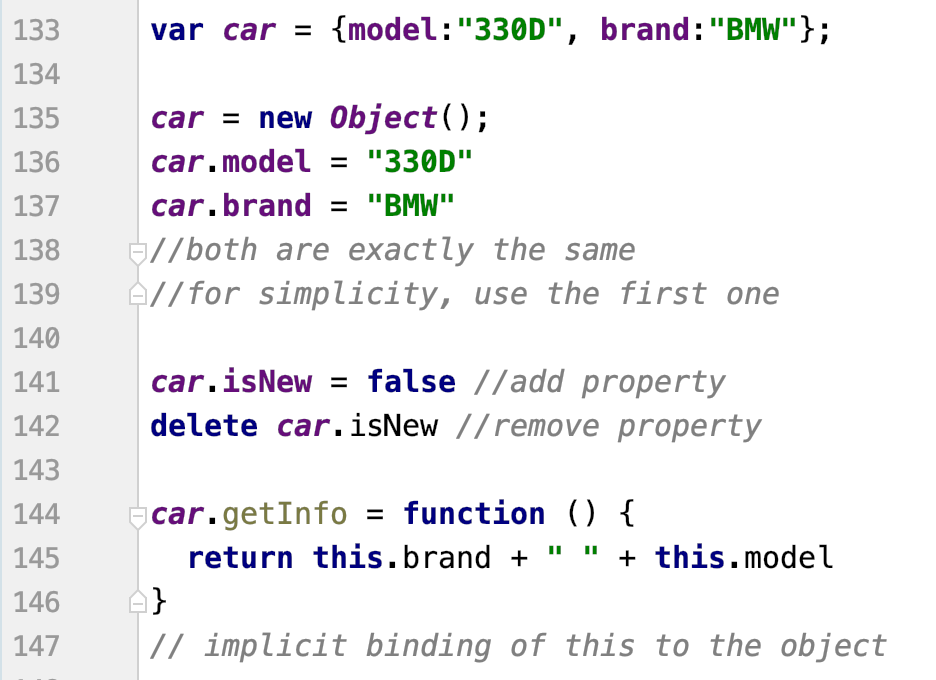 133 var car = {model:"330D", brand:"BMW"};
134
135 car = new Object();
136 car.model = "330D"
137 car.brand = "BMW"
138 //both are exactly the same
139 //for simplicity, use the first one
140
141 car.isNew = false //add property
142 delete car.isNew //remove property
143
144 car.getInfo = function () {
145   return this.brand + " " + this.model
146 }
147 // implicit binding of this to the object